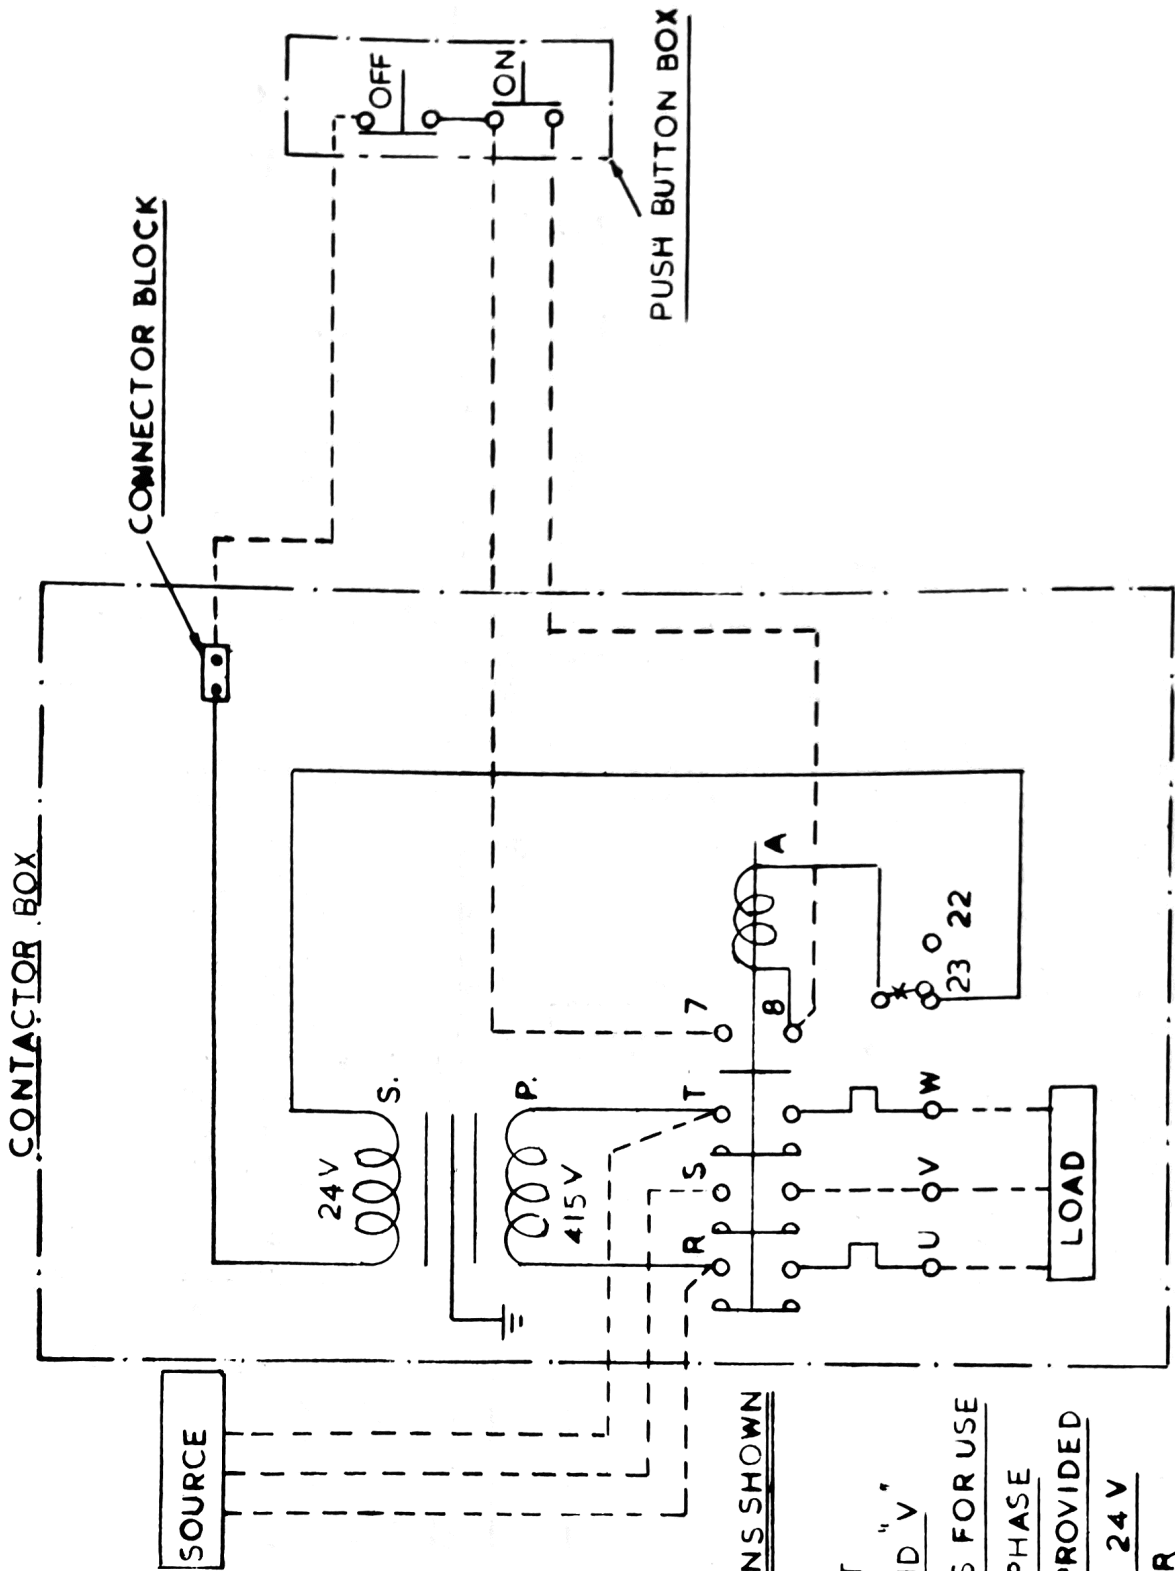 CONTACTOR BOX
CONNECTOR BLOCK
PUSH BUTTON BOX
OFF
ON
SOURCE
24V
S.
P.
415V
R
S
T
7
8
A
23
22
U
V
W
LOAD
NS SHOWN
T
ND "V"
S FOR USE
PHASE
PROVIDED
24 V
R